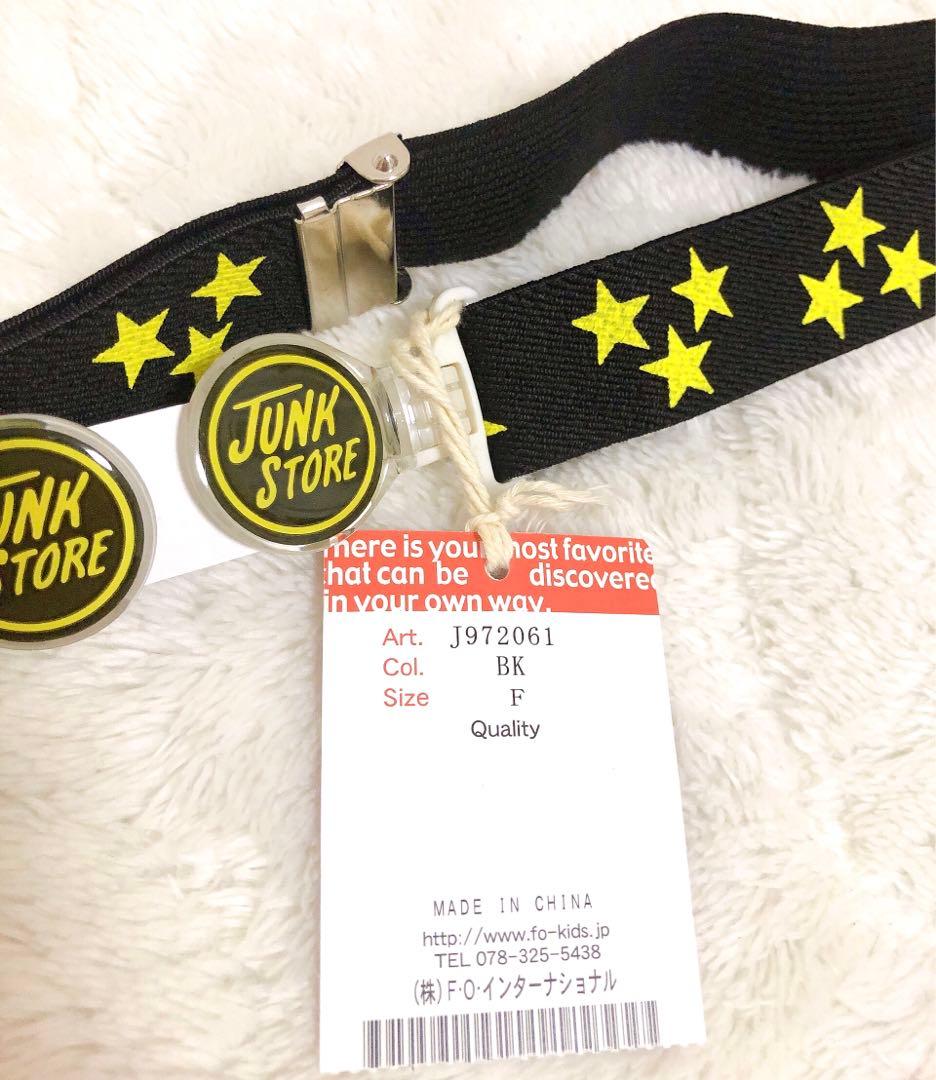 JUNK
STORE
JUNK
STORE
here is your most favorite
that can be discovered
in your own way.
Art. J972061
Col. BK
Size F
Quality
MADE IN CHINA
http://www.fo-kids.jp
TEL 078-325-5438
(株)F・O・インターナショナル